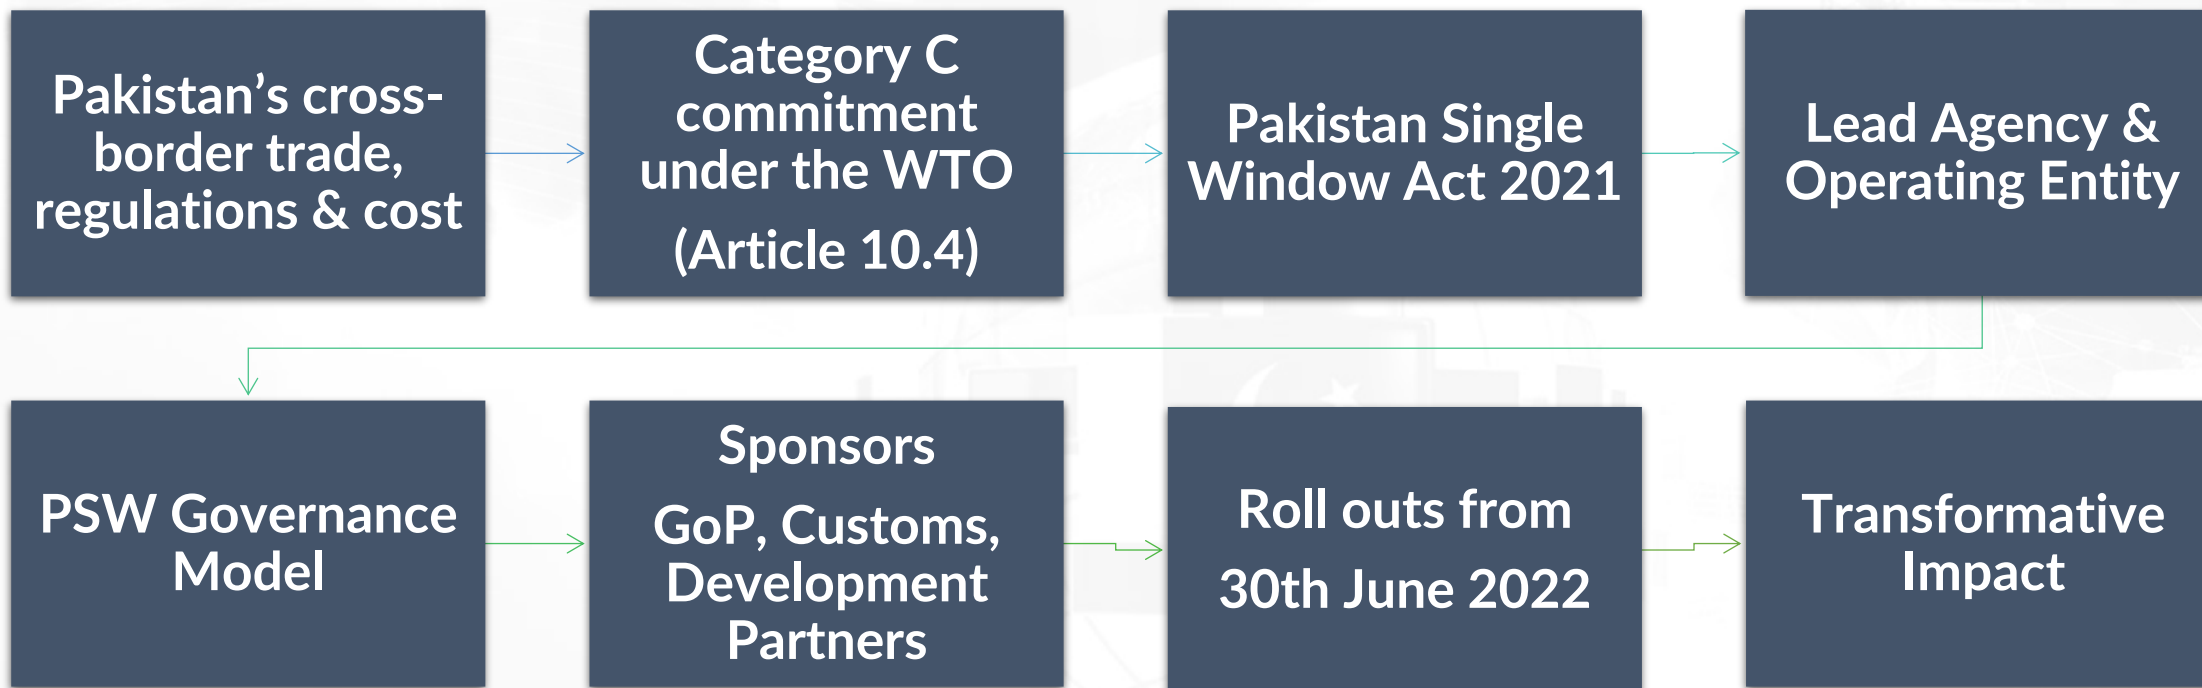 Pakistan’s cross-
border trade,
regulations & cost
Category C
commitment
under the WTO
(Article 10.4)
Pakistan Single
Window Act 2021
Lead Agency &
Operating Entity
PSW Governance
Model
Sponsors
GoP, Customs,
Development
Partners
Roll outs from
30th June 2022
Transformative
Impact